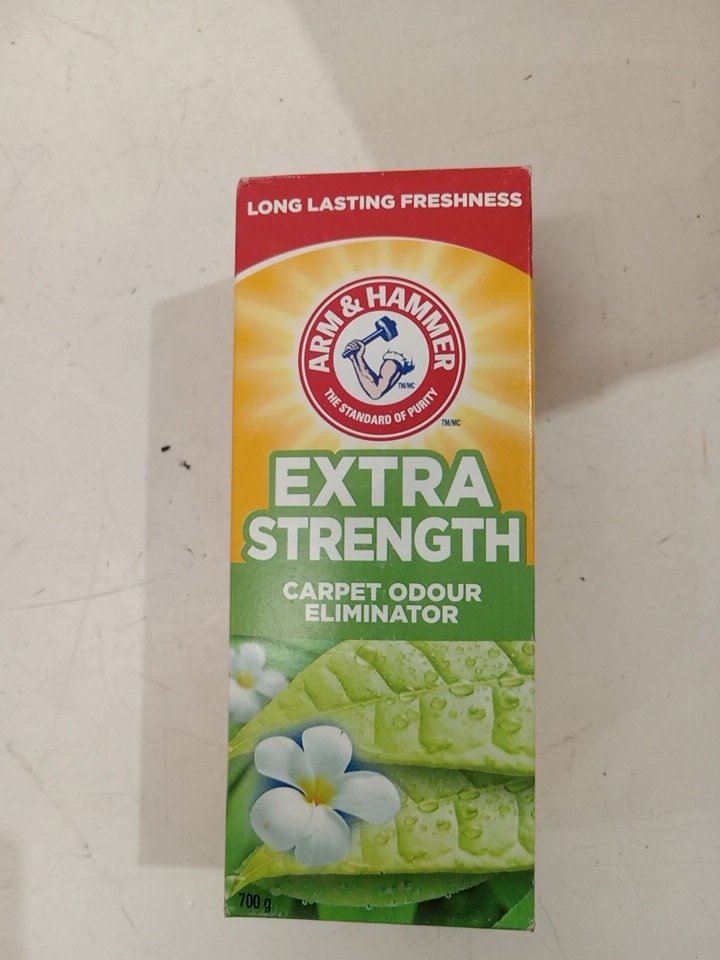 LONG LASTING FRESHNESS
ARM & HAMMER
TM/MC
THE STANDARD OF PURITY
TM/MC
EXTRA
STRENGTH
CARPET ODOUR
ELIMINATOR
700 g